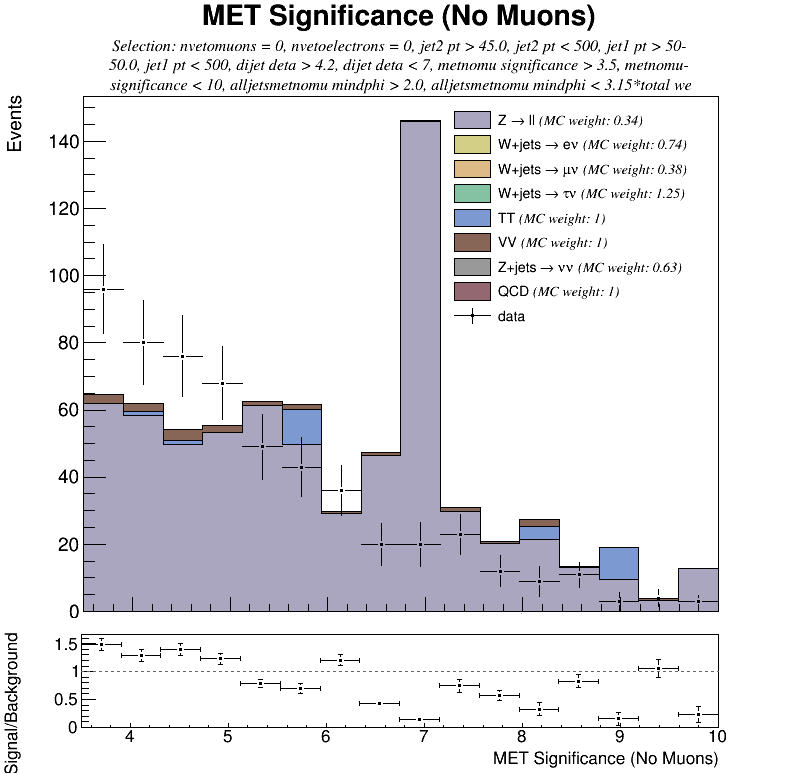 MET Significance (No Muons)
Selection: nvetomuons = 0, nvetoelectrons = 0, jet2 pt > 45.0, jet2 pt < 500, jet1 pt > 50-
50.0, jet1 pt < 500, dijet deta > 4.2, dijet deta < 7, metnomu significance > 3.5, metnomu-
significance < 10, alljetsmetnomu mindphi > 2.0, alljetsmetnomu mindphi < 3.15*total we
Events
140
120
100
80
60
40
20
0
Z → ll (MC weight: 0.34)
W+jets → eν (MC weight: 0.74)
W+jets → μν (MC weight: 0.38)
W+jets → τν (MC weight: 1.25)
TT (MC weight: 1)
VV (MC weight: 1)
Z+jets → νν (MC weight: 0.63)
QCD (MC weight: 1)
data
Signal/Background
1.5
1
0.5
0
4 5 6 7 8 9 10
MET Significance (No Muons)